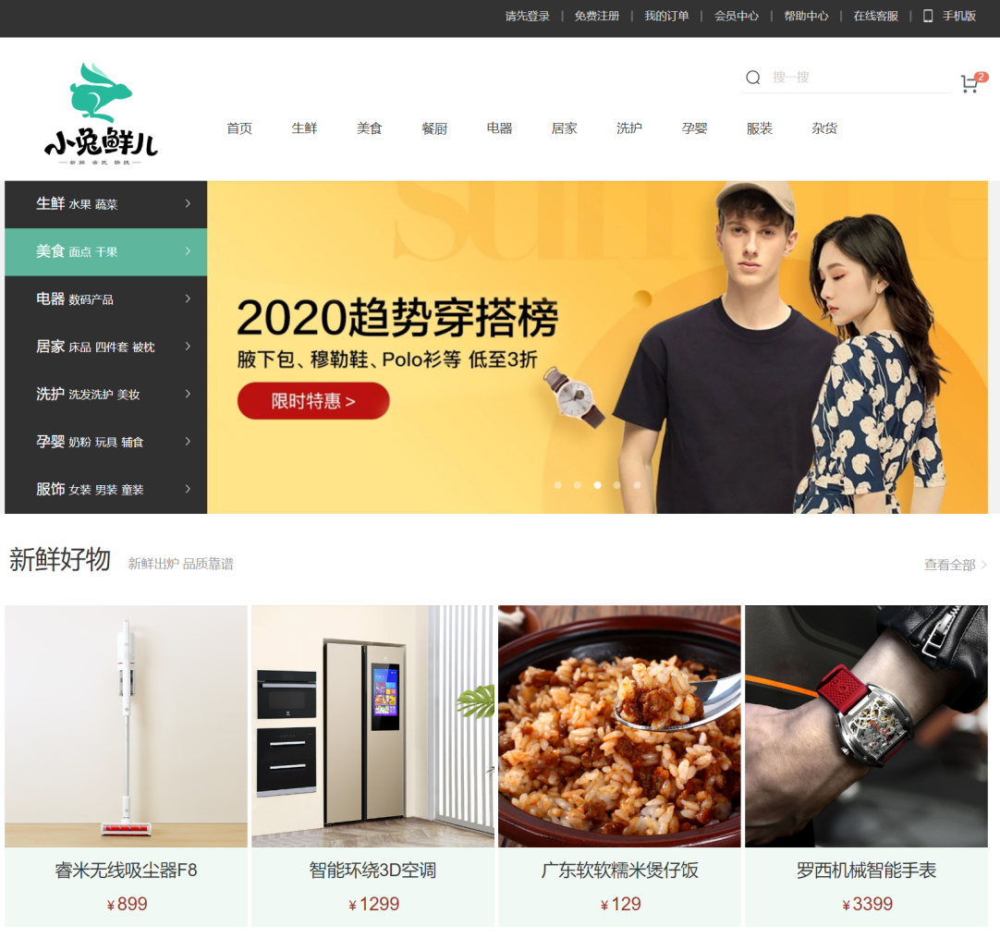 请先登录 | 免费注册 | 我的订单 | 会员中心 | 帮助中心 | 在线客服 | 手机版
搜一搜
2
小兔鲜儿
新鲜 亲民 快捷
首页 生鲜 美食 餐厨 电器 居家 洗护 孕婴 服装 杂货
生鲜 水果 蔬菜
美食 面点 干果
电器 数码产品
居家 床品 四件套 被枕
洗护 洗发洗护 美妆
孕婴 奶粉 玩具 辅食
服饰 女装 男装 童装
summe
2020趋势穿搭榜
腋下包、穆勒鞋、Polo衫等 低至3折
限时特惠 >
新鲜好物 新鲜出炉 品质靠谱
查看全部
睿米无线吸尘器F8
¥899
智能环绕3D空调
¥1299
广东软软糯米煲仔饭
¥129
罗西机械智能手表
¥3399